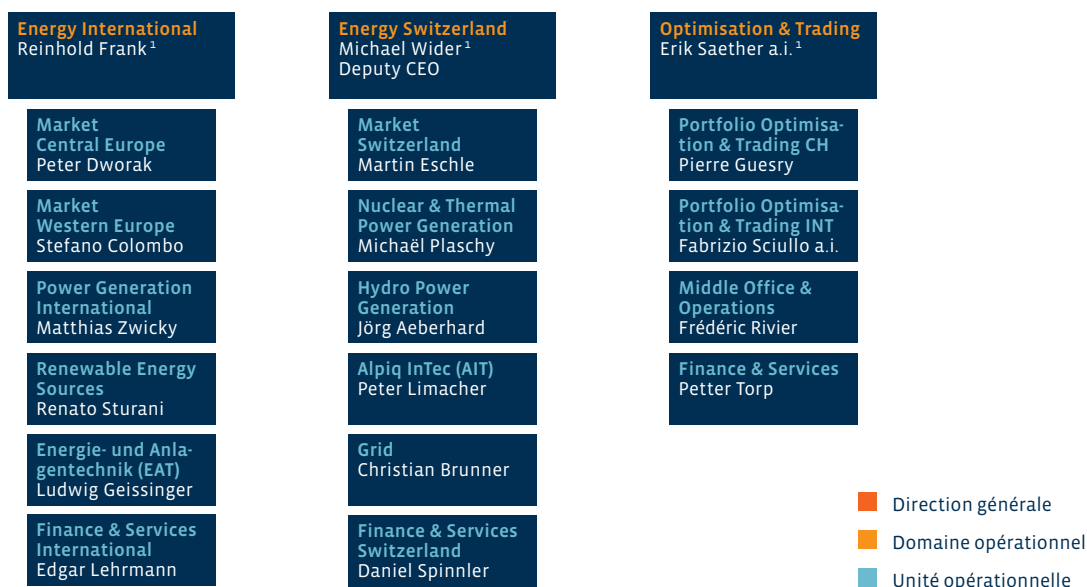 Energy International
Reinhold Frank¹
Market
Central Europe
Peter Dworak
Market
Western Europe
Stefano Colombo
Power Generation
International
Matthias Zwicky
Renewable Energy
Sources
Renato Sturani
Energie- und Anla-
gentechnik (EAT)
Ludwig Geissinger
Finance & Services
International
Edgar Lehrmann
Energy Switzerland
Michael Wider¹
Deputy CEO
Market
Switzerland
Martin Eschle
Nuclear & Thermal
Power Generation
Michaël Plaschy
Hydro Power
Generation
Jörg Aeberhard
Alpiq InTec (AIT)
Peter Limacher
Grid
Christian Brunner
Finance & Services
Switzerland
Daniel Spinnler
Optimisation & Trading
Erik Saether a.i.¹
Portfolio Optimisa-
tion & Trading CH
Pierre Guesry
Portfolio Optimisa-
tion & Trading INT
Fabrizio Sciullo a.i.
Middle Office &
Operations
Frédéric Rivier
Finance & Services
Petter Torp
Direction générale
Domaine opérationnel
Unité opérationnelle